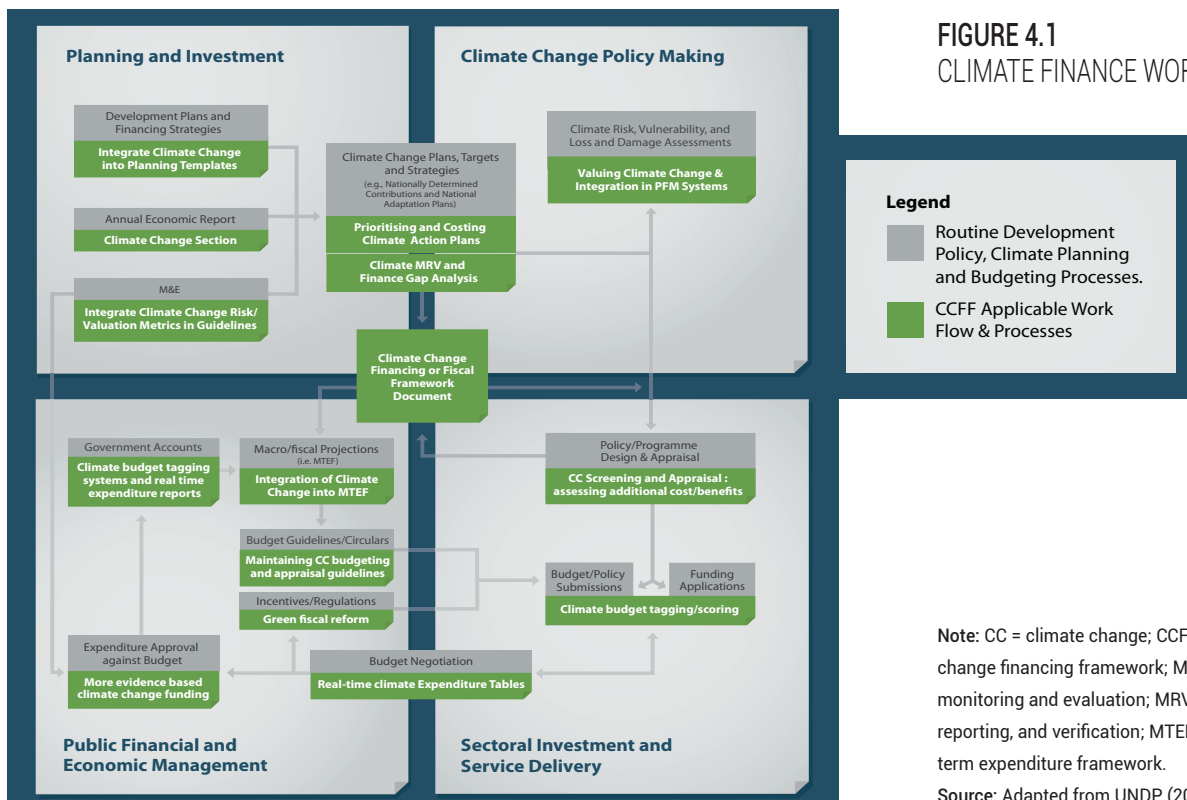 FIGURE 4.1
Planning and Investment
Climate Change Policy Making
Development Plans and
Financing Strategies
Integrate Climate Change
into Planning Templates
Annual Economic Report
Climate Change Section
M&E
Integrate Climate Change Risk/
Valuation Metrics in Guidelines
Climate Change Plans, Targets
and Strategies
(e.g., Nationally Determined
Contributions and National
Adaptation Plans)
Prioritising and Costing
Climate Action Plans
Climate MRV and
Finance Gap Analysis
Climate Risk, Vulnerability, and
Loss and Damage Assessments
Valuing Climate Change &
Integration in PFM Systems
CLIMATE FINANCE
Legend
Routine Development
Policy, Climate Planning
and Budgeting Processes.
CCFF Applicable Work
Flow & Processes
Climate Change
Financing or Fiscal
Framework
Document
Government Accounts
Climate budget tagging
systems and real time
expenditure reports
Macro/fiscal Projections
(i.e. MTEF)
Integration of Climate
Change into MTEF
Budget Guidelines/Circulars
Maintaining CC budgeting
and appraisal guidelines
Incentives/Regulations
Green fiscal reform
Expenditure Approval
against Budget
More evidence based
climate change funding
Budget Negotiation
Real-time climate Expenditure Tables
Policy/Programme
Design & Appraisal
CC Screening and Appraisal :
assessing additional cost/benefits
Budget/Policy
Submissions
Funding
Applications
Climate budget tagging/scoring
Public Financial and
Economic Management
Sectoral Investment and
Service Delivery
Note: CC = climate change;
change financing framework;
monitoring and evaluation;
reporting, and verification;
term expenditure framework.
Source: Adapted from UNDP